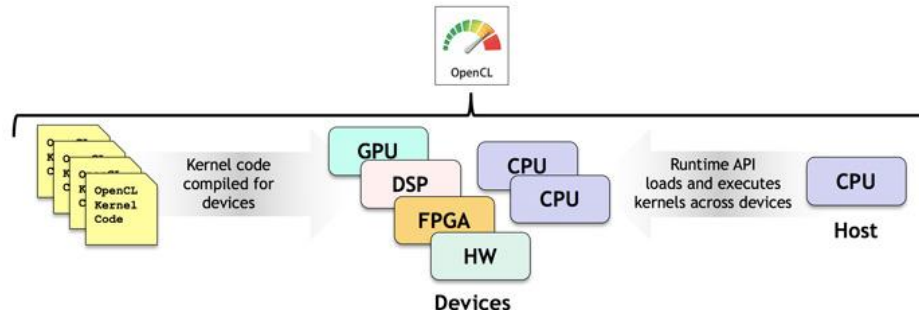 OpenCL
OpenCL
Kernel
Code
Kernel code
compiled for
devices
GPU
DSP
FPGA
HW
CPU
CPU
Devices
Runtime API
loads and executes
kernels across devices
CPU
Host